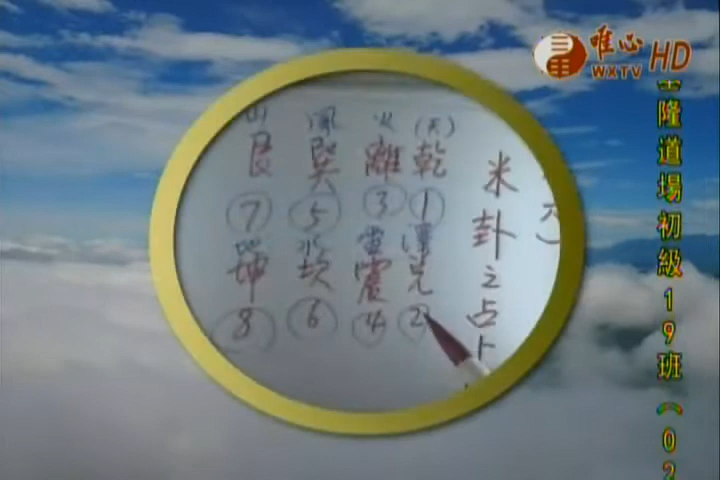 唯心
WXTV
HD
隆道場初級19班(02
米卦之占卜
(天) 火 風 山
乾 離 巽 艮
① ③ ⑤ ⑦
澤 雷 水 地
兌 震 坎 坤
② ④ ⑥ ⑧